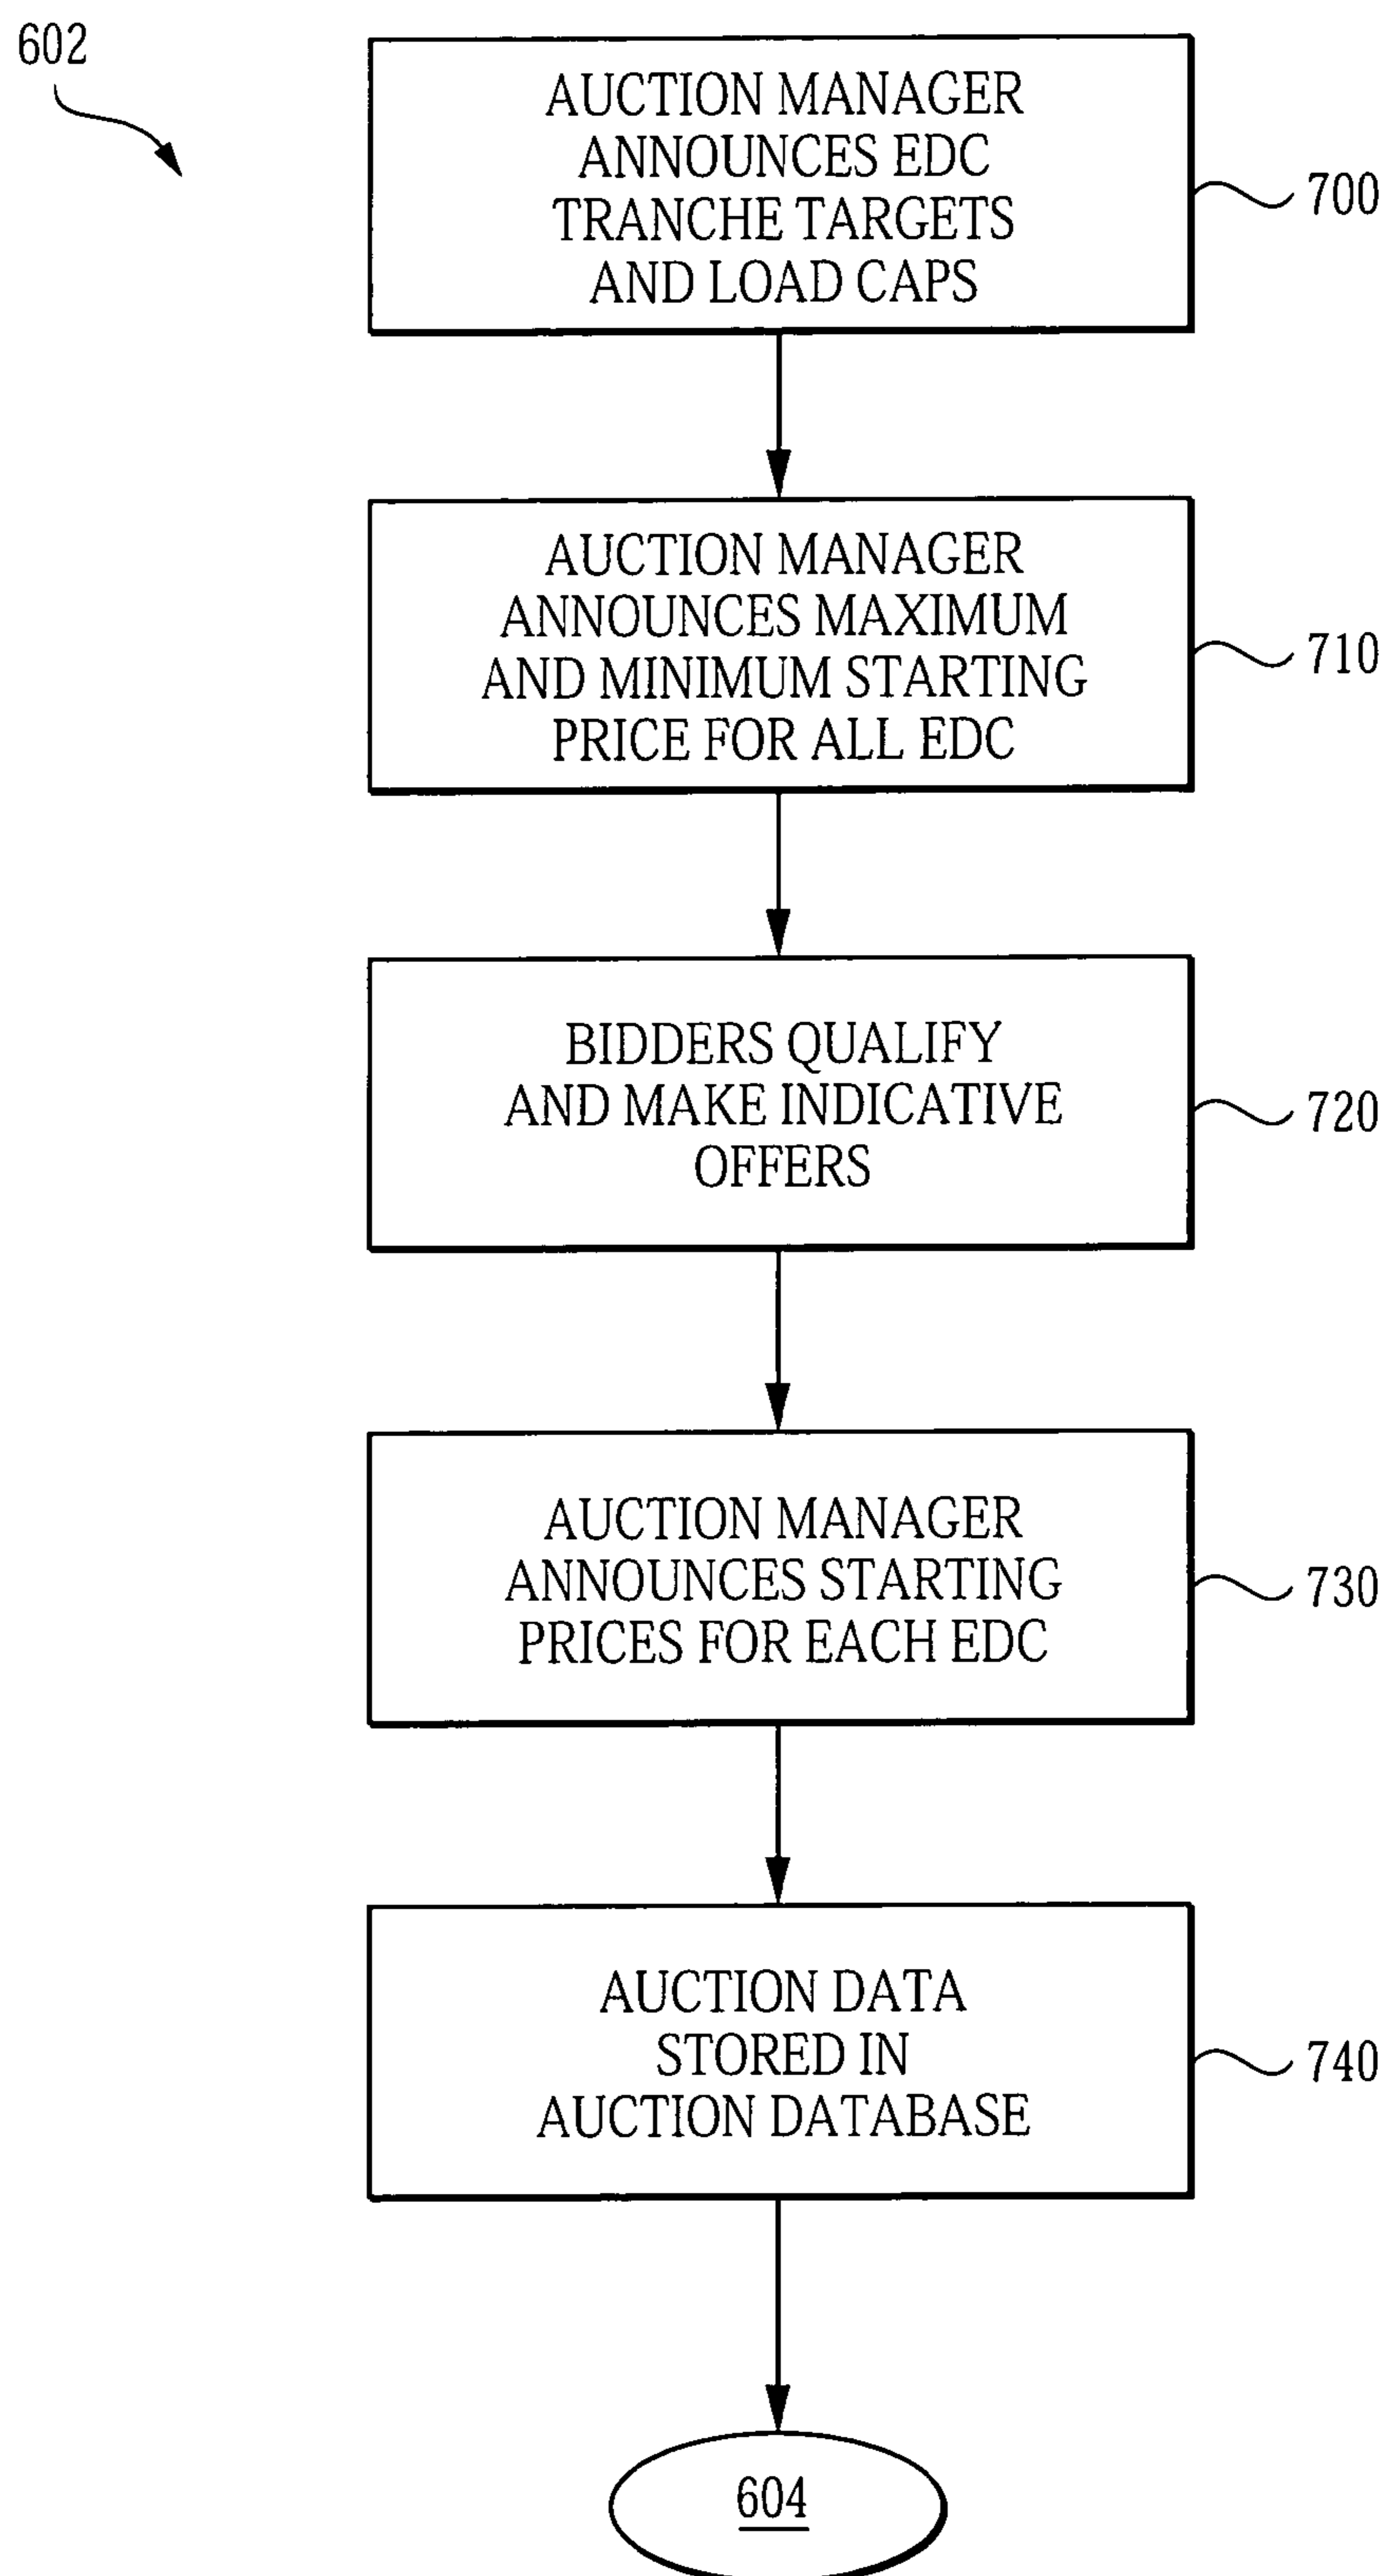 602
AUCTION MANAGER
ANNOUNCES EDC
TRANCHE TARGETS
AND LOAD CAPS
700
AUCTION MANAGER
ANNOUNCES MAXIMUM
AND MINIMUM STARTING
PRICE FOR ALL EDC
710
BIDDERS QUALIFY
AND MAKE INDICATIVE
OFFERS
720
AUCTION MANAGER
ANNOUNCES STARTING
PRICES FOR EACH EDC
730
AUCTION DATA
STORED IN
AUCTION DATABASE
740
604